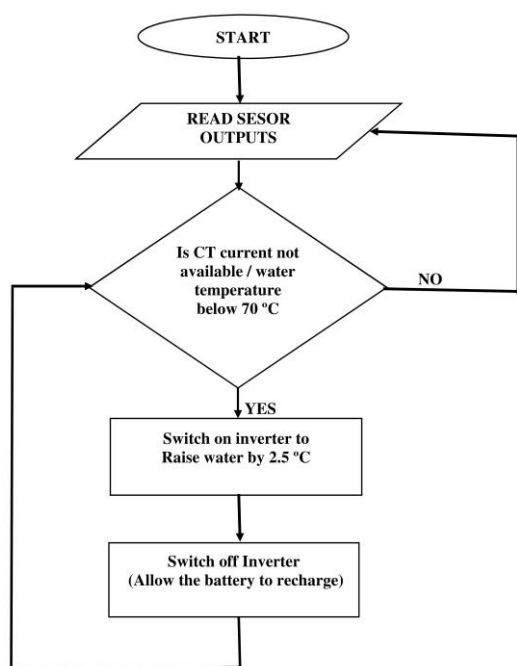 START
READ SESOR
OUTPUTS
Is CT current not
available / water
temperature
below 70 ºC
NO
YES
Switch on inverter to
Raise water by 2.5 ºC
Switch off Inverter
(Allow the battery to recharge)